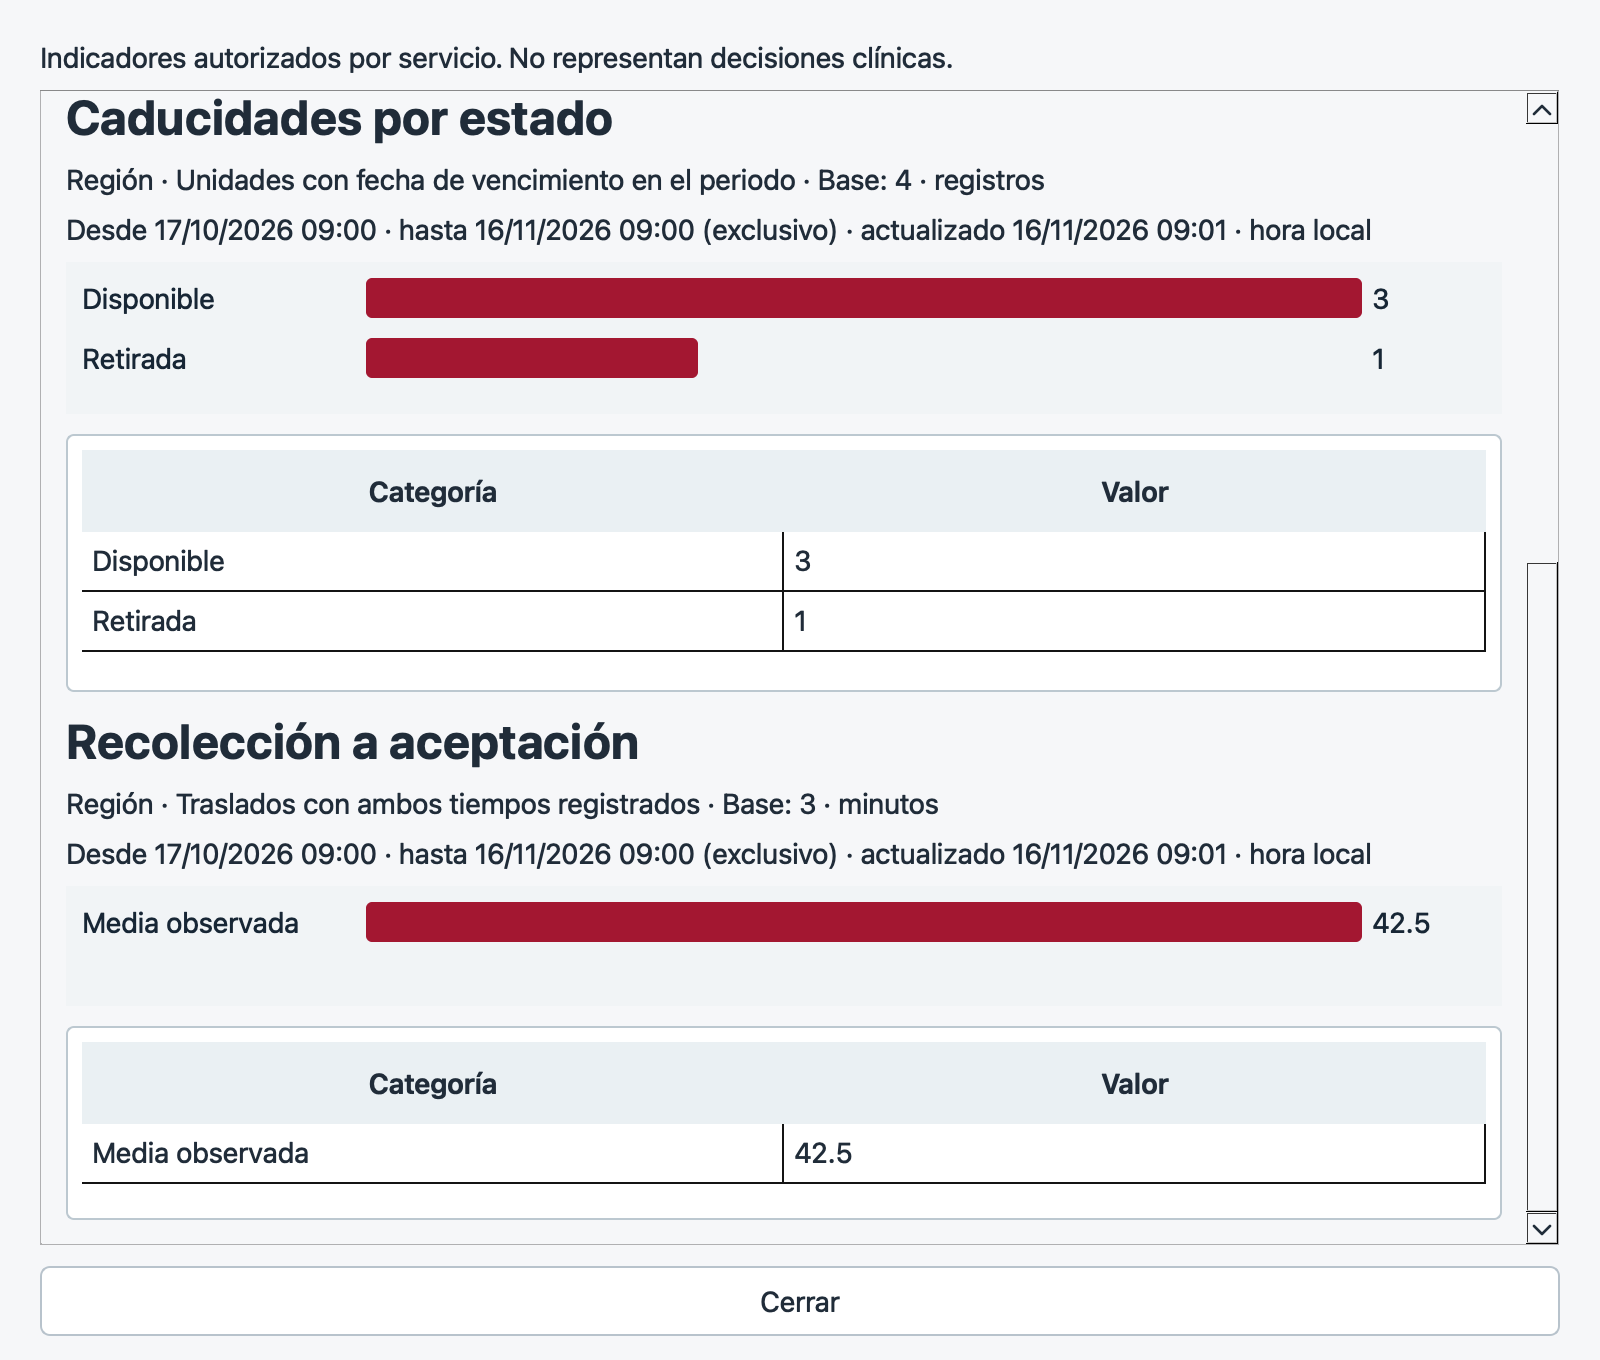 Indicadores autorizados por servicio. No representan decisiones clínicas.
Caducidades por estado
Región · Unidades con fecha de vencimiento en el periodo · Base: 4 · registros
Desde 17/10/2026 09:00 · hasta 16/11/2026 09:00 (exclusivo) · actualizado 16/11/2026 09:01 · hora local
Disponible 3
Retirada 1
Categoría Valor
Disponible 3
Retirada 1
Recolección a aceptación
Región · Traslados con ambos tiempos registrados · Base: 3 · minutos
Desde 17/10/2026 09:00 · hasta 16/11/2026 09:00 (exclusivo) · actualizado 16/11/2026 09:01 · hora local
Media observada 42.5
Categoría Valor
Media observada 42.5
Cerrar